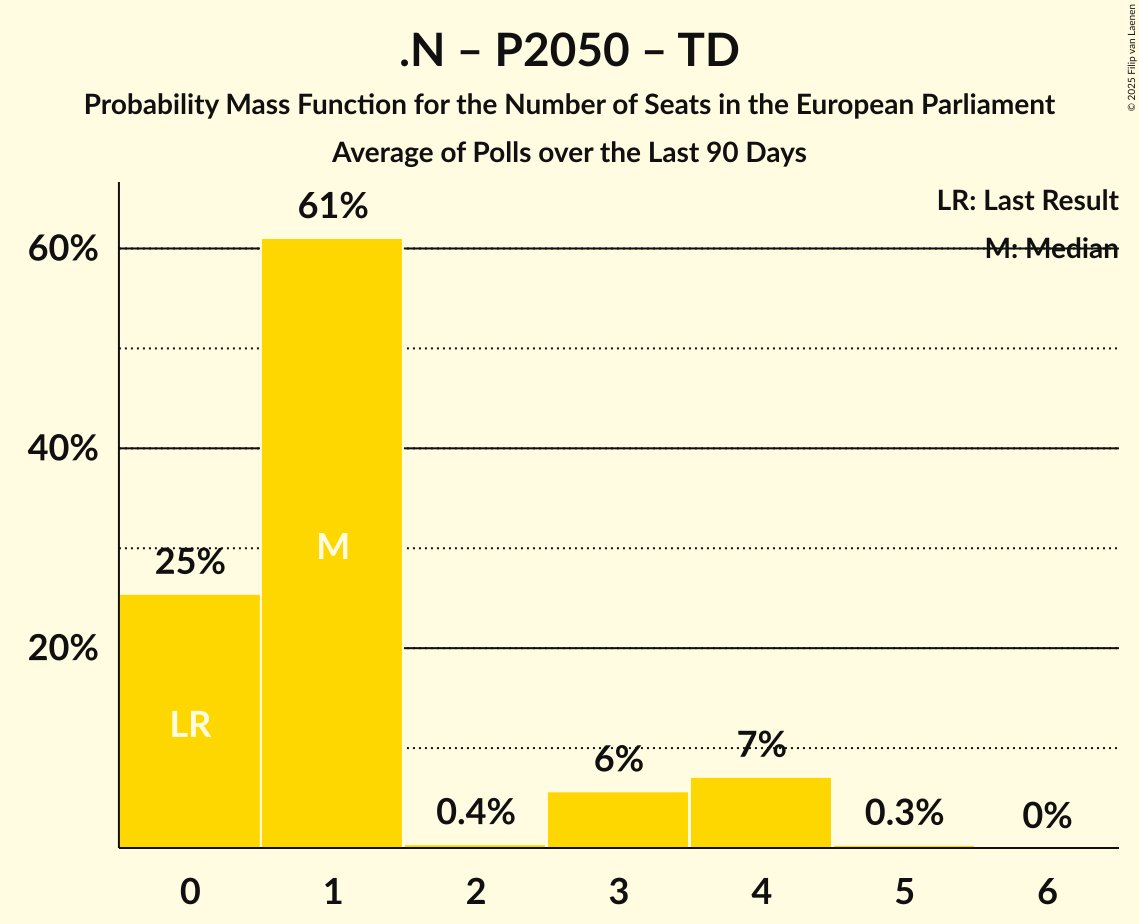 .N – P2050 – TD
Probability Mass Function for the Number of Seats in the European Parliament
Average of Polls over the Last 90 Days
© 2025 Filip van Laenen
LR: Last Result
M: Median
60%
40%
20%
25%
61%
0.4%
6%
7%
0.3%
0%
LR
M
0 1 2 3 4 5 6